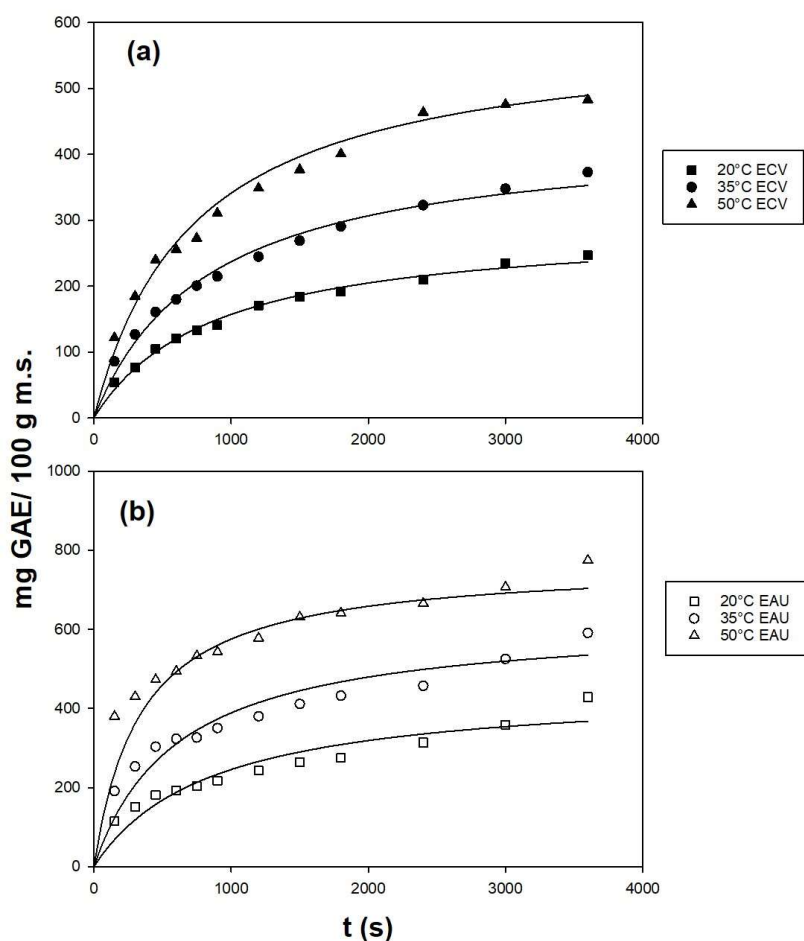 600
(a)
500
400
300
200
100
0
0 1000 2000 3000 4000
20°C ECV
35°C ECV
50°C ECV
mg GAE/ 100 g m.s.
1000
(b)
800
600
400
200
0
0 1000 2000 3000 4000
20°C EAU
35°C EAU
50°C EAU
t (s)